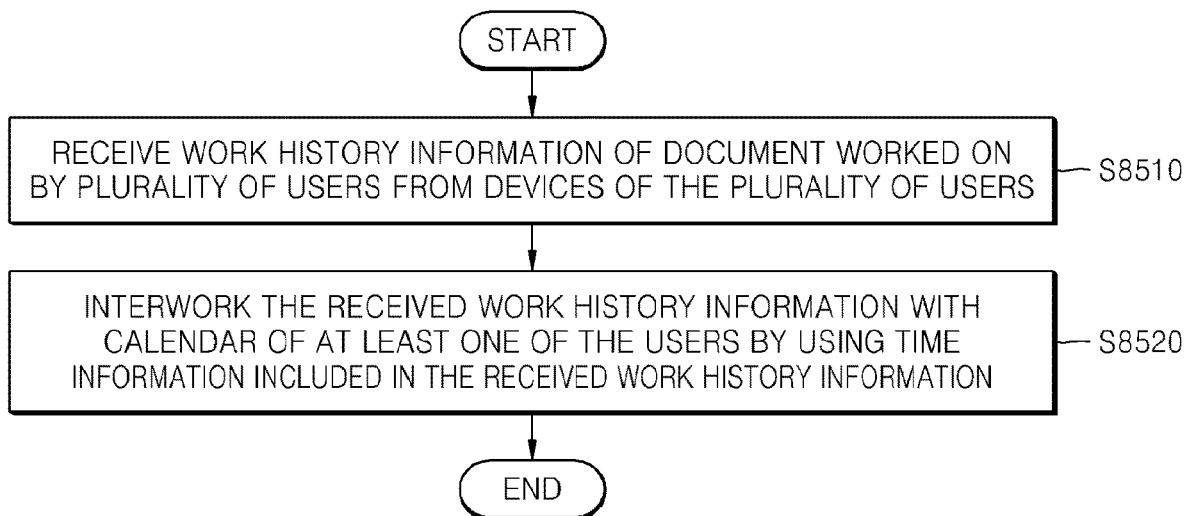 START
RECEIVE WORK HISTORY INFORMATION OF DOCUMENT WORKED ON
BY PLURALITY OF USERS FROM DEVICES OF THE PLURALITY OF USERS
S8510
INTERWORK THE RECEIVED WORK HISTORY INFORMATION WITH
CALENDAR OF AT LEAST ONE OF THE USERS BY USING TIME
INFORMATION INCLUDED IN THE RECEIVED WORK HISTORY INFORMATION
S8520
END